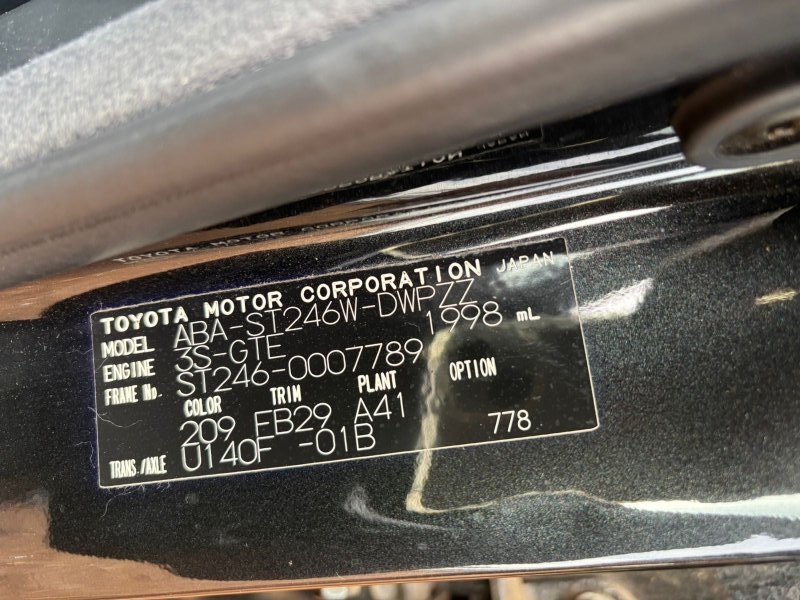 TOYOTA MOTOR CORPORATION JAPAN
MODEL ABA-ST246W-DWPZZ
ENGINE 3S-GTE 1998 mL
FRAME No. ST246-0007789
COLOR TRIM PLANT OPTION
209 FB29 A41
TRANS./AXLE U140F -01B 778